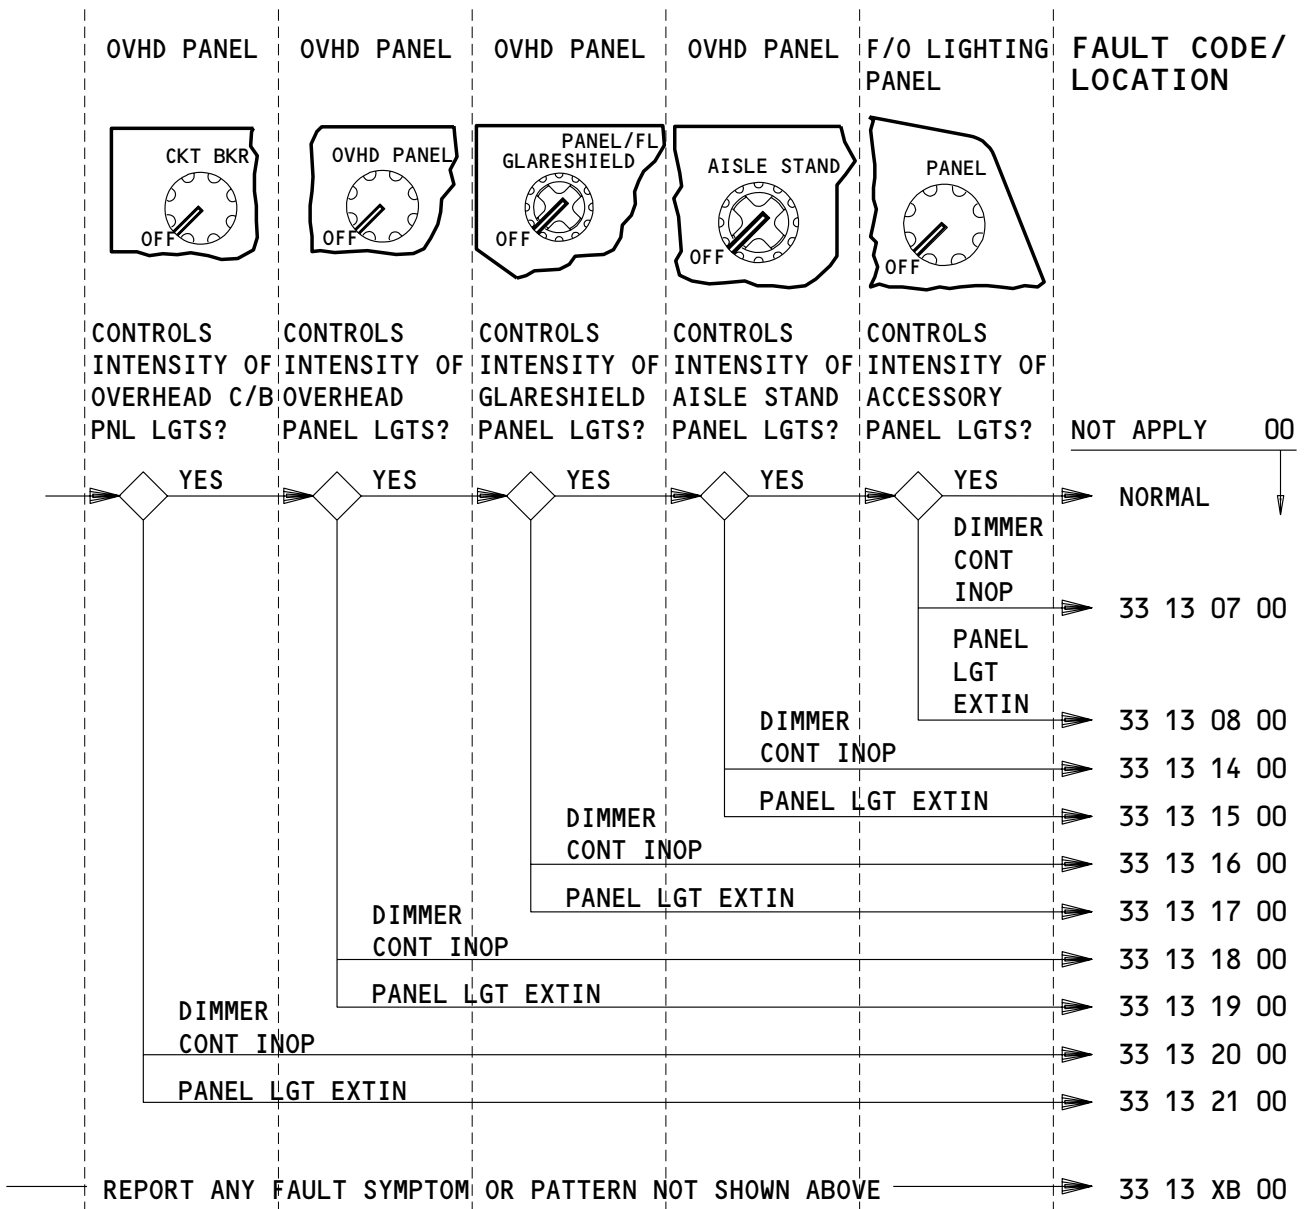 OVHD PANEL
OVHD PANEL
OVHD PANEL
OVHD PANEL
F/O LIGHTING
PANEL
FAULT CODE/
LOCATION
CKT BKR
OFF
OVHD PANEL
OFF
PANEL/FL
GLARESHIELD
OFF
AISLE STAND
OFF
PANEL
OFF
CONTROLS
INTENSITY OF
OVERHEAD C/B
PNL LGTS?
CONTROLS
INTENSITY OF
OVERHEAD
PANEL LGTS?
CONTROLS
INTENSITY OF
GLARESHIELD
PANEL LGTS?
CONTROLS
INTENSITY OF
AISLE STAND
PANEL LGTS?
CONTROLS
INTENSITY OF
ACCESSORY
PANEL LGTS?
NOT APPLY 00
YES
YES
YES
YES
YES
NORMAL
DIMMER
CONT
INOP
33 13 07 00
PANEL
LGT
EXTIN
33 13 08 00
DIMMER
CONT INOP
33 13 14 00
PANEL LGT EXTIN
33 13 15 00
DIMMER
CONT INOP
33 13 16 00
PANEL LGT EXTIN
33 13 17 00
DIMMER
CONT INOP
33 13 18 00
PANEL LGT EXTIN
33 13 19 00
DIMMER
CONT INOP
33 13 20 00
PANEL LGT EXTIN
33 13 21 00
REPORT ANY FAULT SYMPTOM OR PATTERN NOT SHOWN ABOVE
33 13 XB 00